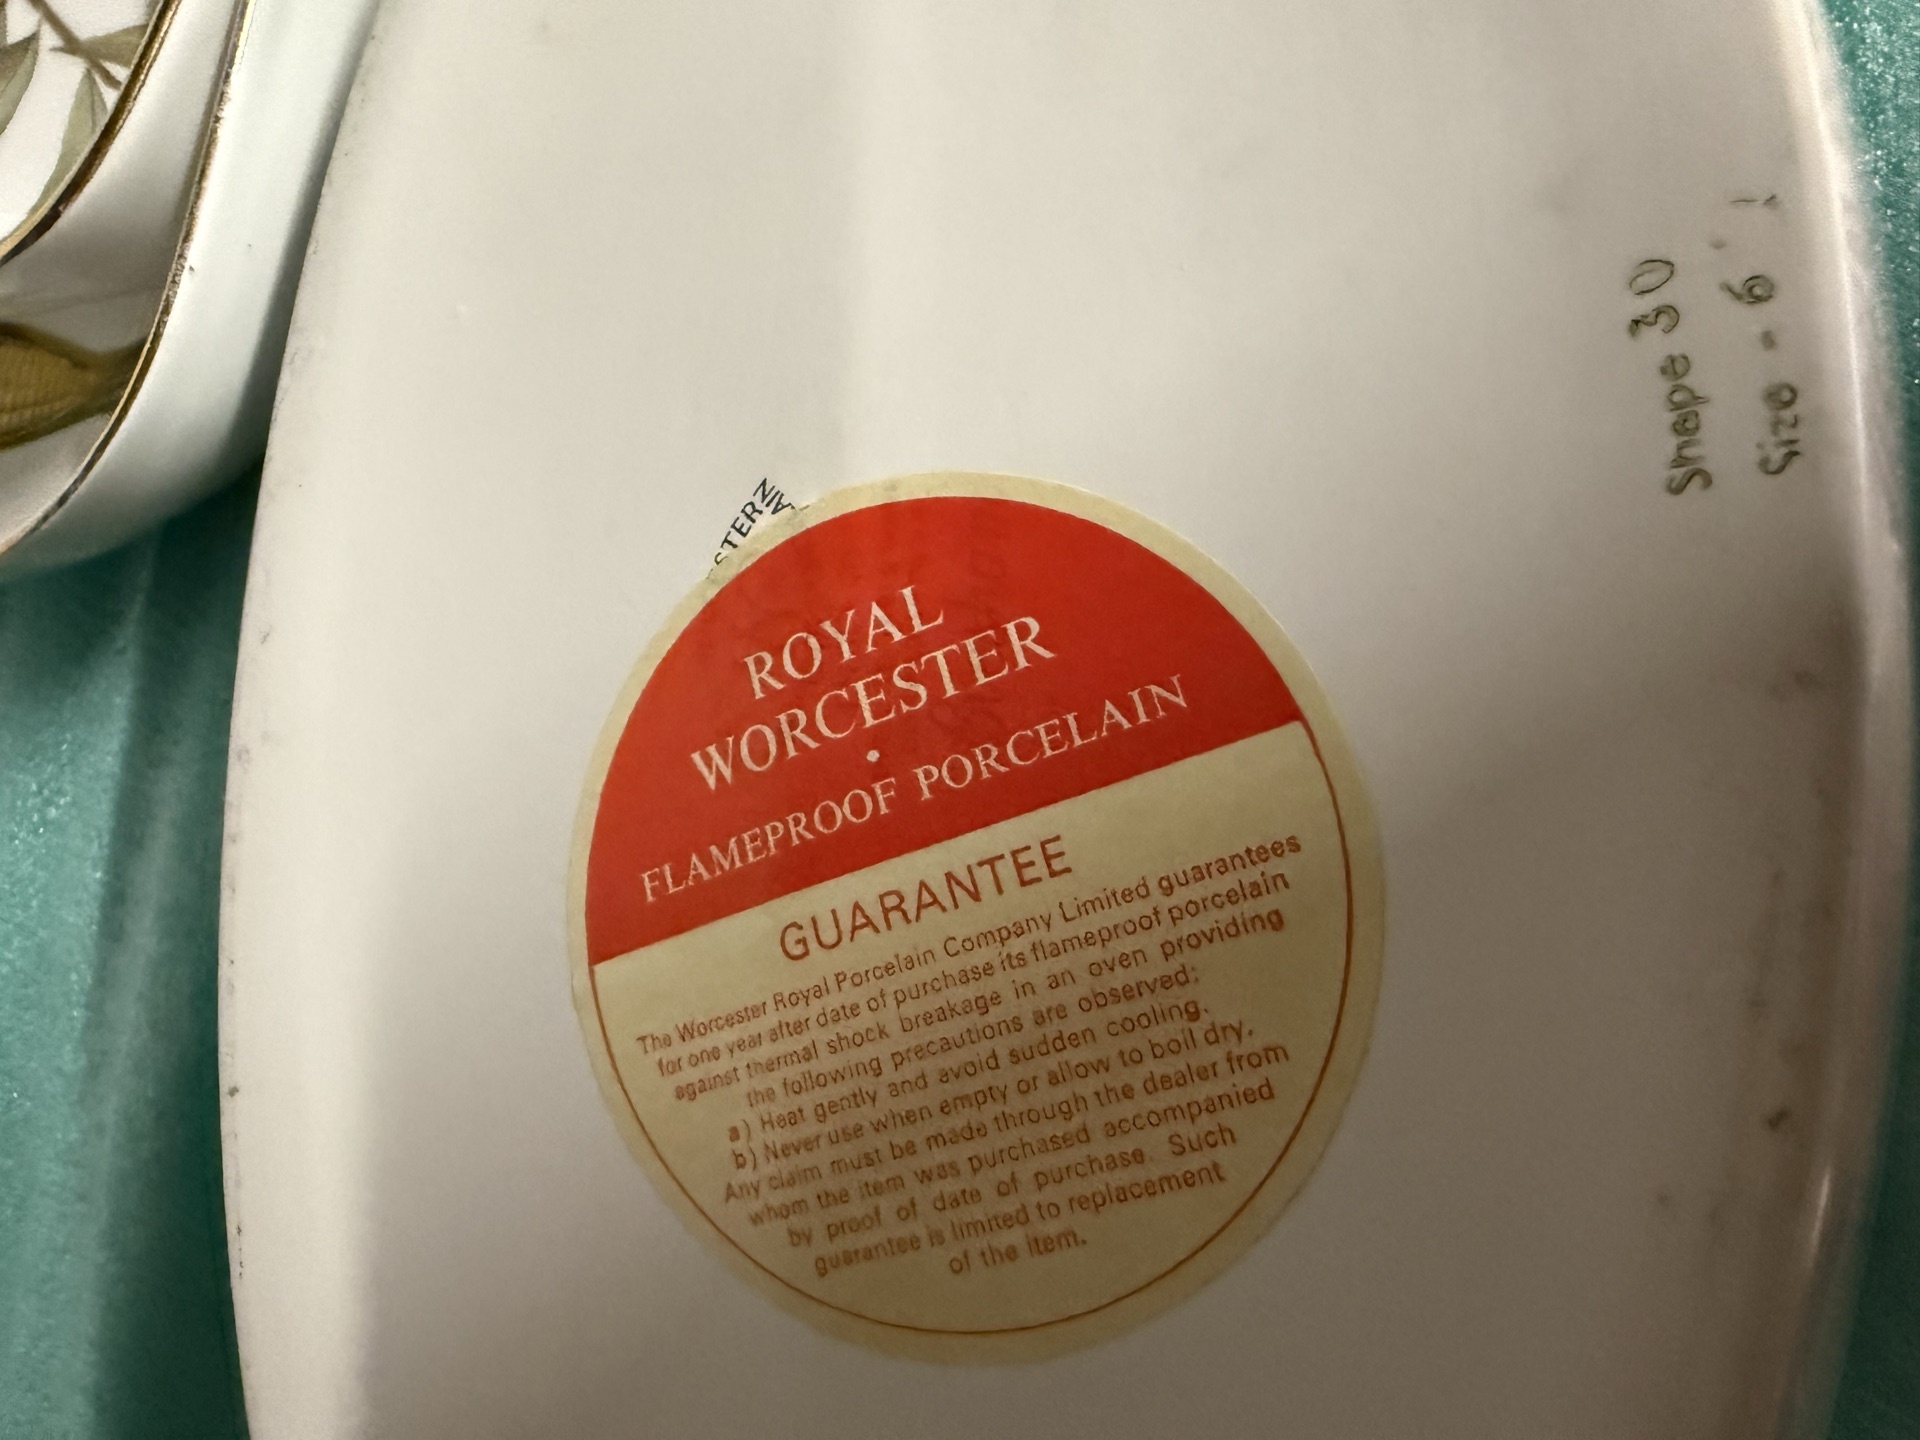 Shape 30
Size - 6 1
STER
ROYAL
WORCESTER
FLAMEPROOF PORCELAIN
GUARANTEE
The Worcester Royal Porcelain Company Limited guarantees
for one year after date of purchase its flameproof porcelain
against thermal shock breakage in an oven providing
the following precautions are observed:
a) Heat gently and avoid sudden cooling.
b) Never use when empty or allow to boil dry.
Any claim must be made through the dealer from
whom the item was purchased accompanied
by proof of date of purchase. Such
guarantee is limited to replacement
of the item.